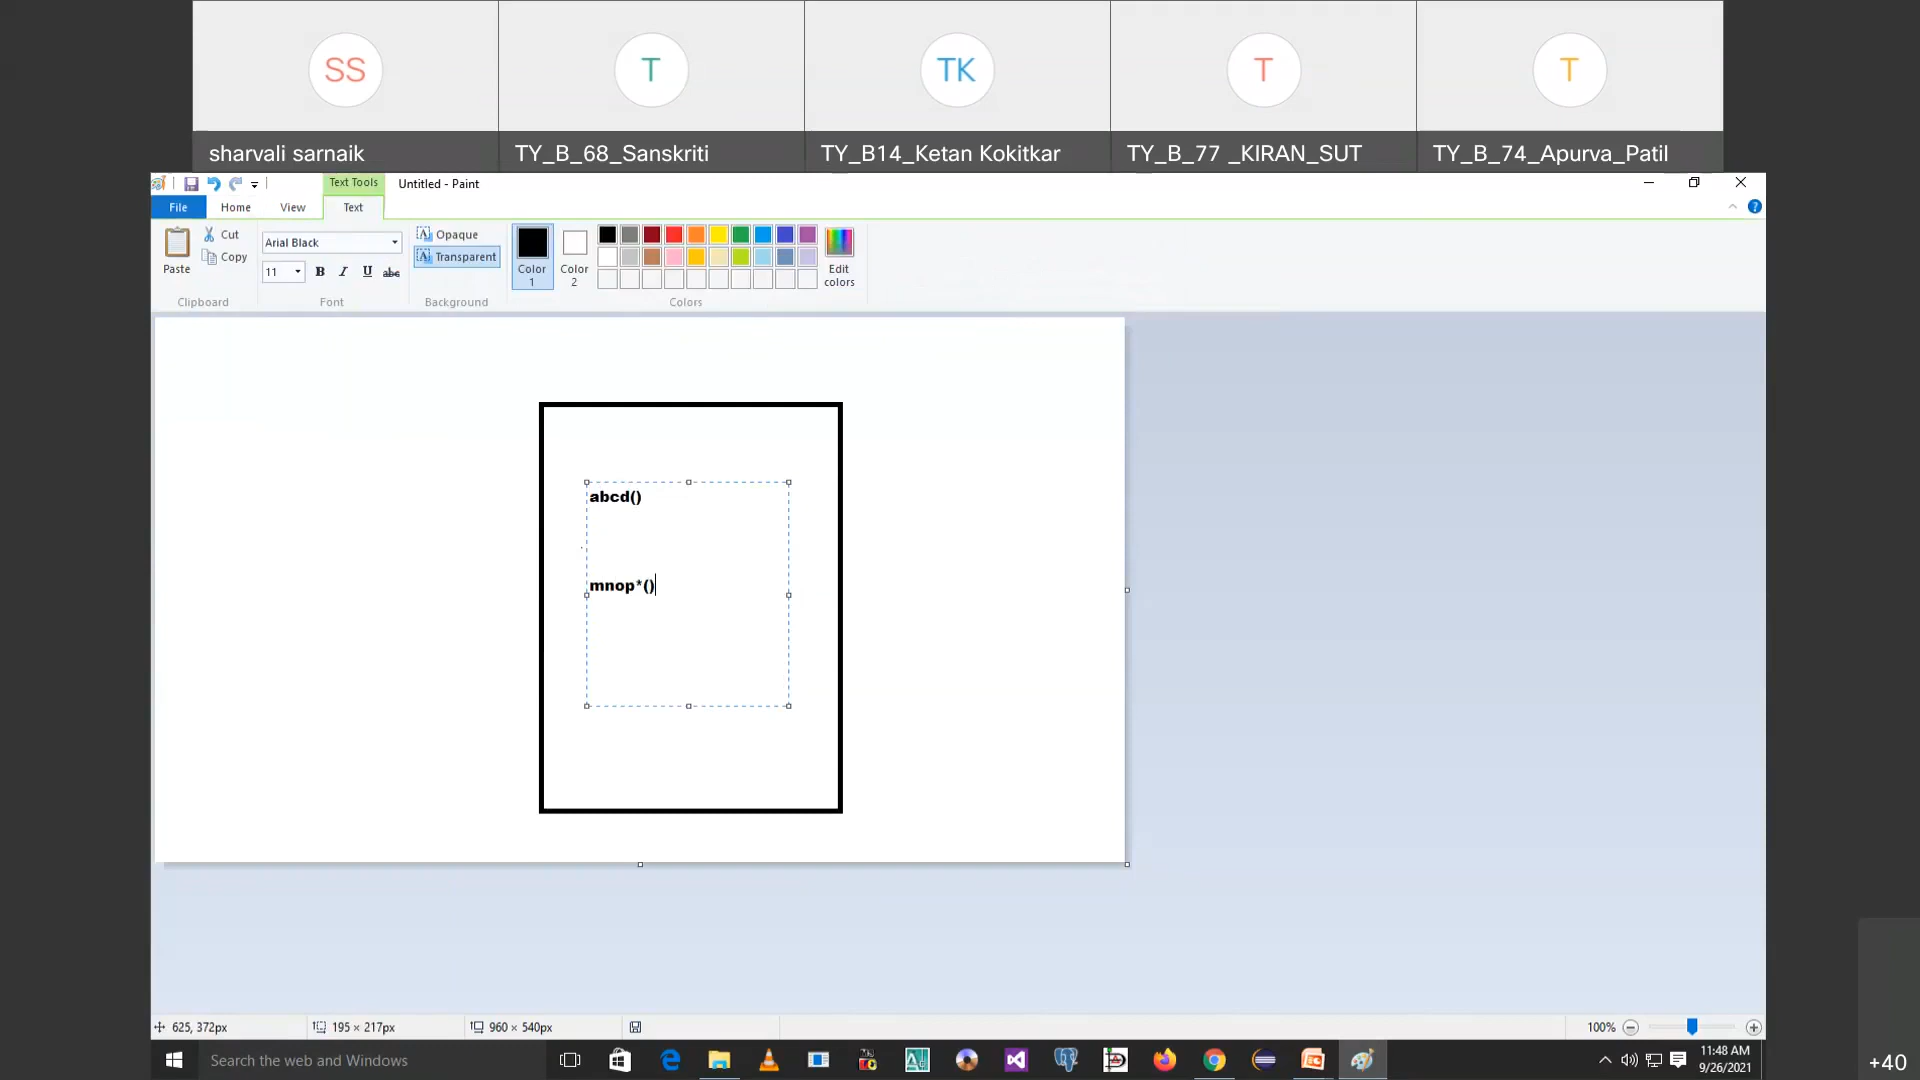 SS
T
TK
T
T
sharvali sarnaik
TY_B_68_Sanskriti
TY_B14_Ketan Kokitkar
TY_B_77 _KIRAN_SUT
TY_B_74_Apurva_Patil
Text Tools
Untitled - Paint
File
Home
View
Text
Paste
Cut
Copy
Clipboard
Arial Black
11
B I U abc
Font
Opaque
Transparent
Background
Color 1
Color 2
Edit colors
Colors
abcd()
mnop*()
625, 372px
195 × 217px
960 × 540px
100%
Search the web and Windows
11:48 AM
9/26/2021
+40